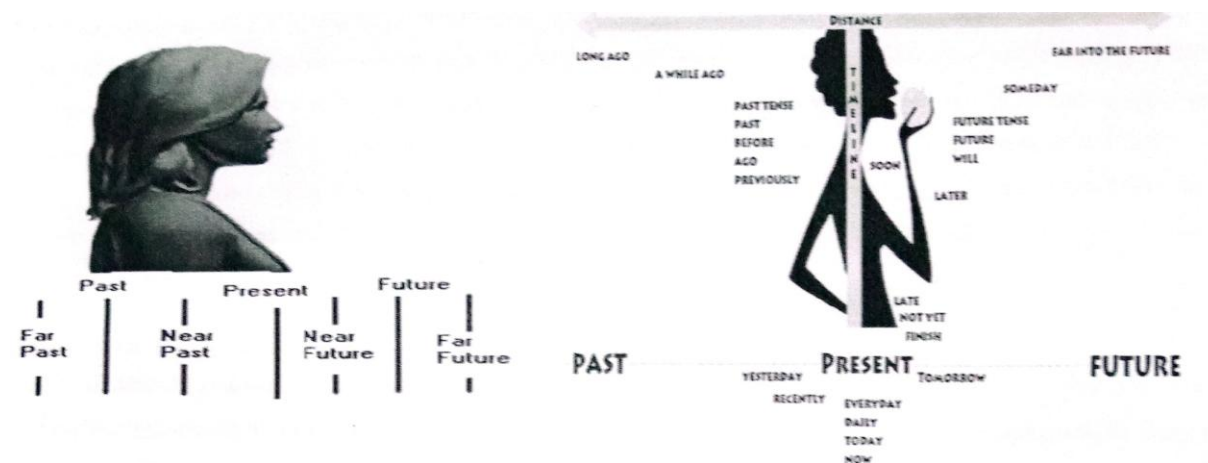 Past Present Future
Far Past
Near Past
Near Future
Far Future
DISTANCE
LONG AGO
FAR INTO THE FUTURE
A WHILE AGO
SOMEDAY
TIMELINE
PAST TENSE
PAST
BEFORE
AGO
PREVIOUSLY
FUTURE TENSE
FUTURE
WILL
SOON
LATER
LATE
NOT YET
FINISH
PAST PRESENT FUTURE
YESTERDAY
TOMORROW
RECENTLY
EVERYDAY
DAILY
TODAY
NOW